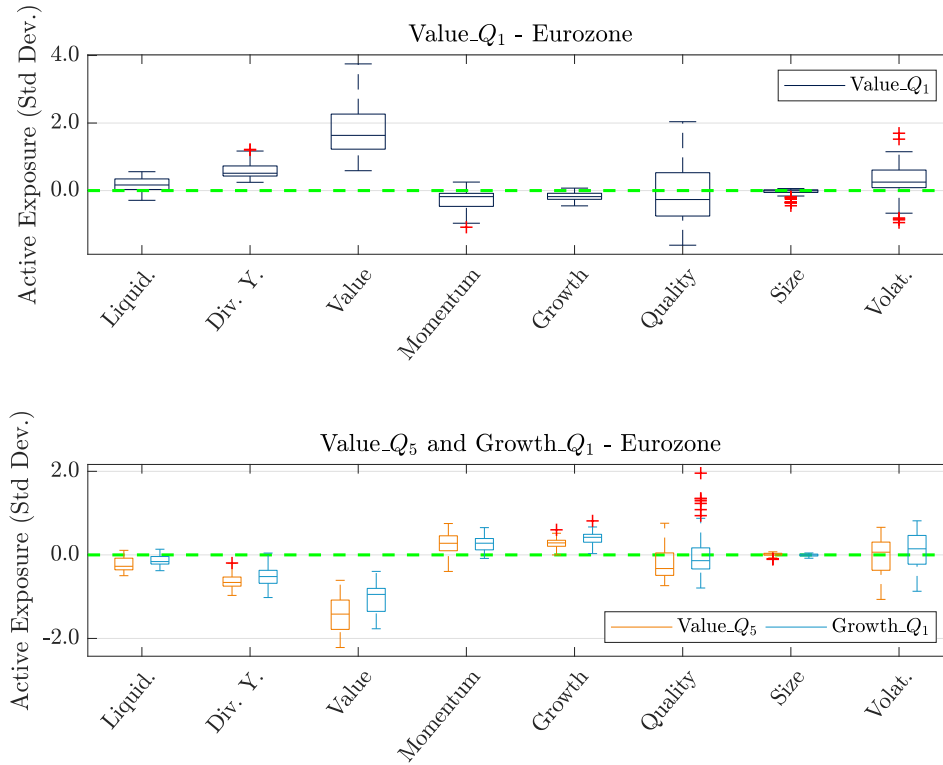 Value_Q1 - Eurozone
Active Exposure (Std Dev.)
4.0
2.0
0.0
Value_Q1
Liquid.
Div. Y.
Value
Momentum
Growth
Quality
Size
Volat.
Value_Q5 and Growth_Q1 - Eurozone
Active Exposure (Std Dev.)
2.0
0.0
-2.0
Value_Q5 Growth_Q1
Liquid.
Div. Y.
Value
Momentum
Growth
Quality
Size
Volat.